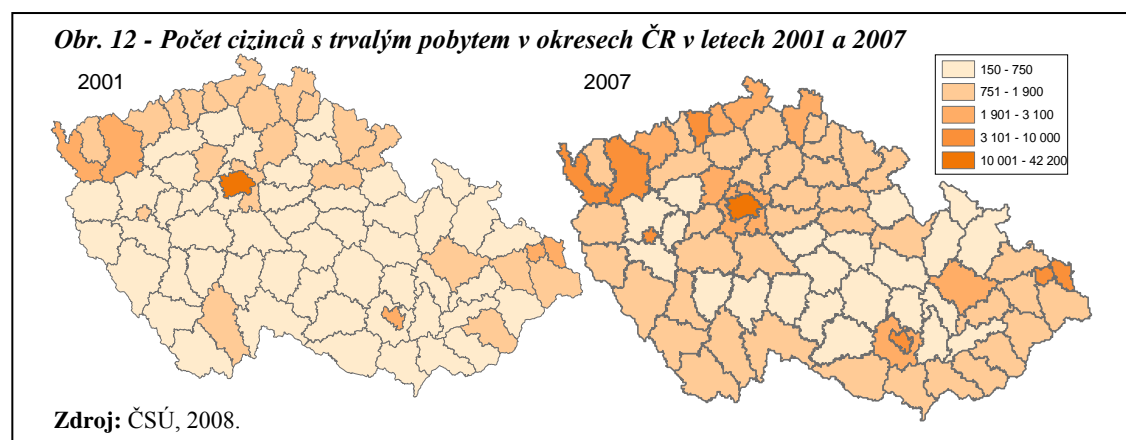 Obr. 12 - Počet cizinců s trvalým pobytem v okresech ČR v letech 2001 a 2007
2001
2007
150 - 750
751 - 1 900
1 901 - 3 100
3 101 - 10 000
10 001 - 42 200
Zdroj: ČSÚ, 2008.